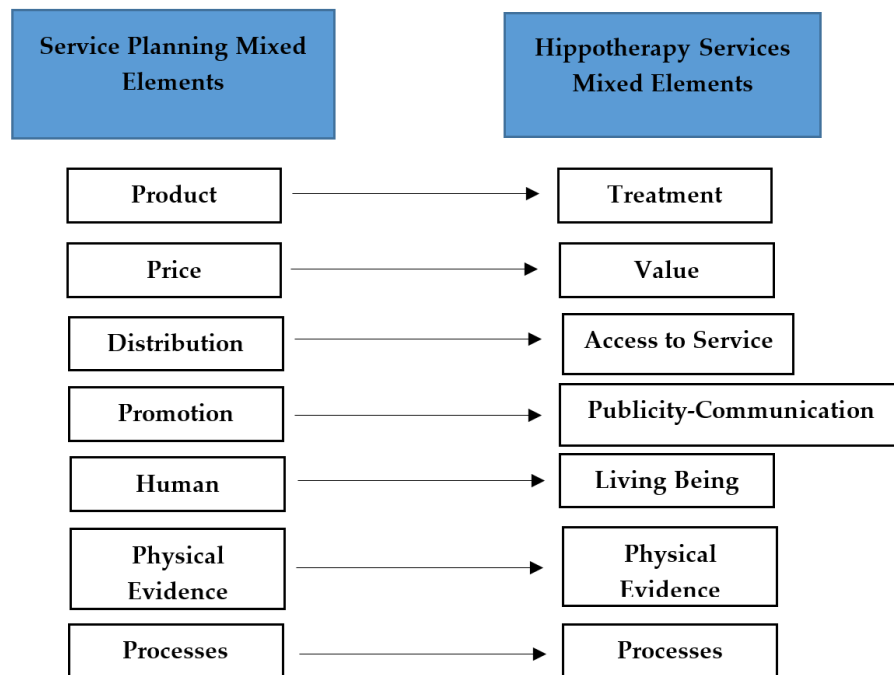 Service Planning Mixed
Elements
Hippotherapy Services
Mixed Elements
Product
Treatment
Price
Value
Distribution
Access to Service
Promotion
Publicity-Communication
Human
Living Being
Physical
Evidence
Physical
Evidence
Processes
Processes